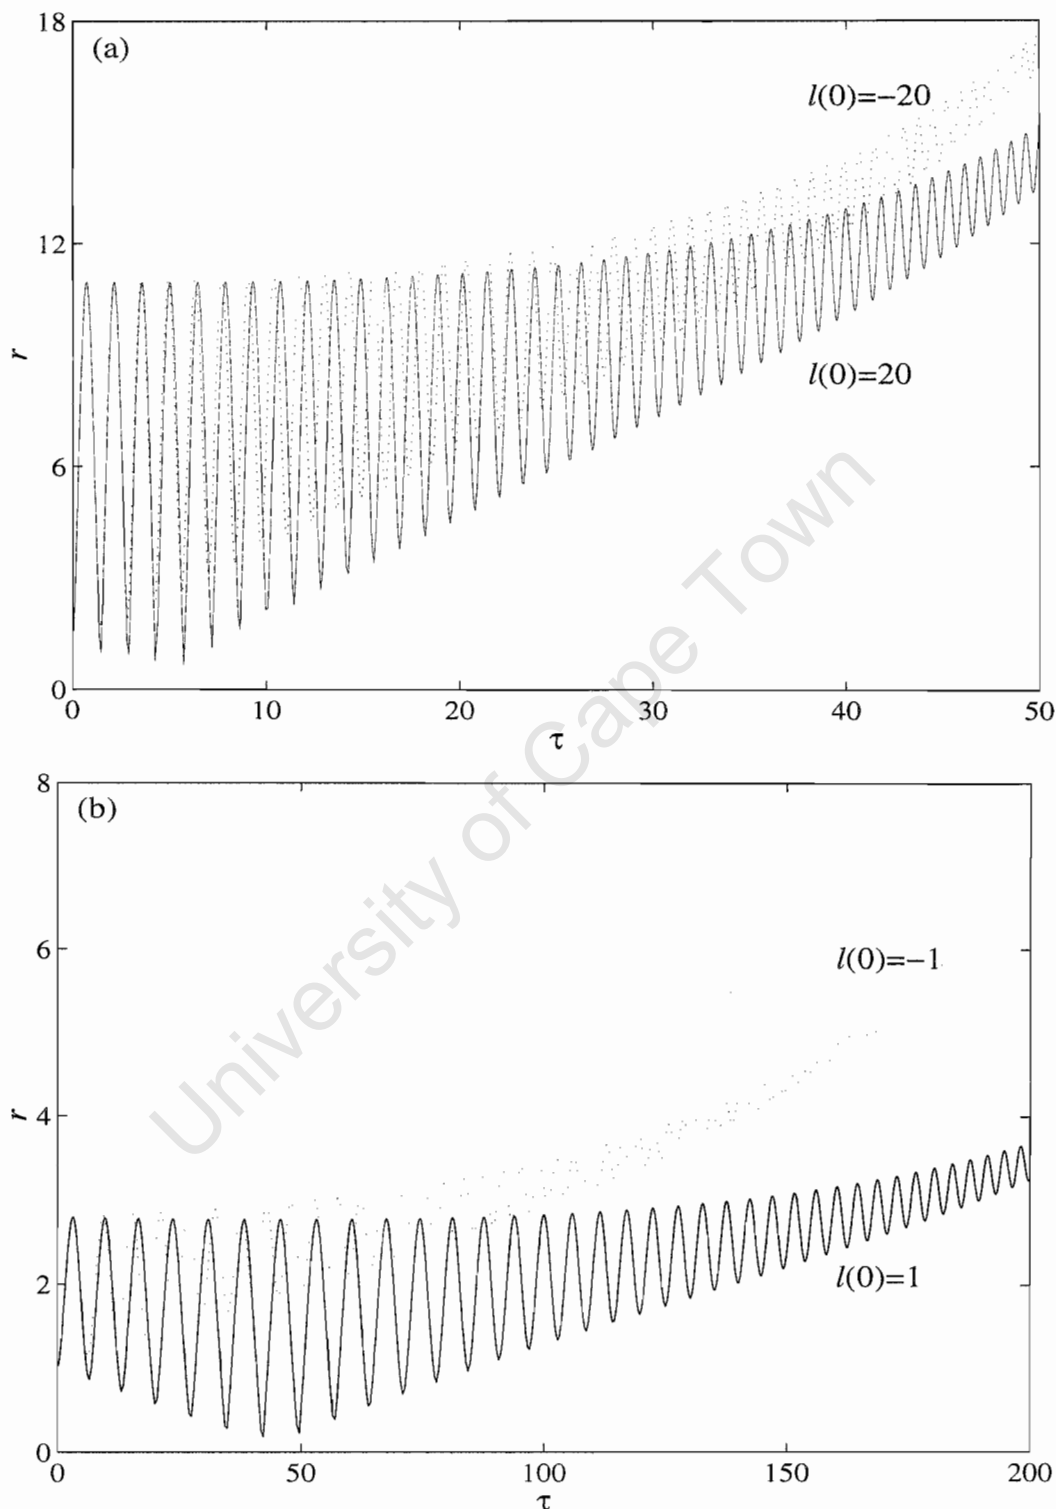 18
(a)
l(0)=−20
12
r
l(0)=20
6
0
0 10 20 30 40 50
τ
8
(b)
6
l(0)=−1
r
4
2
l(0)=1
0
0 50 100 150 200
τ
University of Cape Town